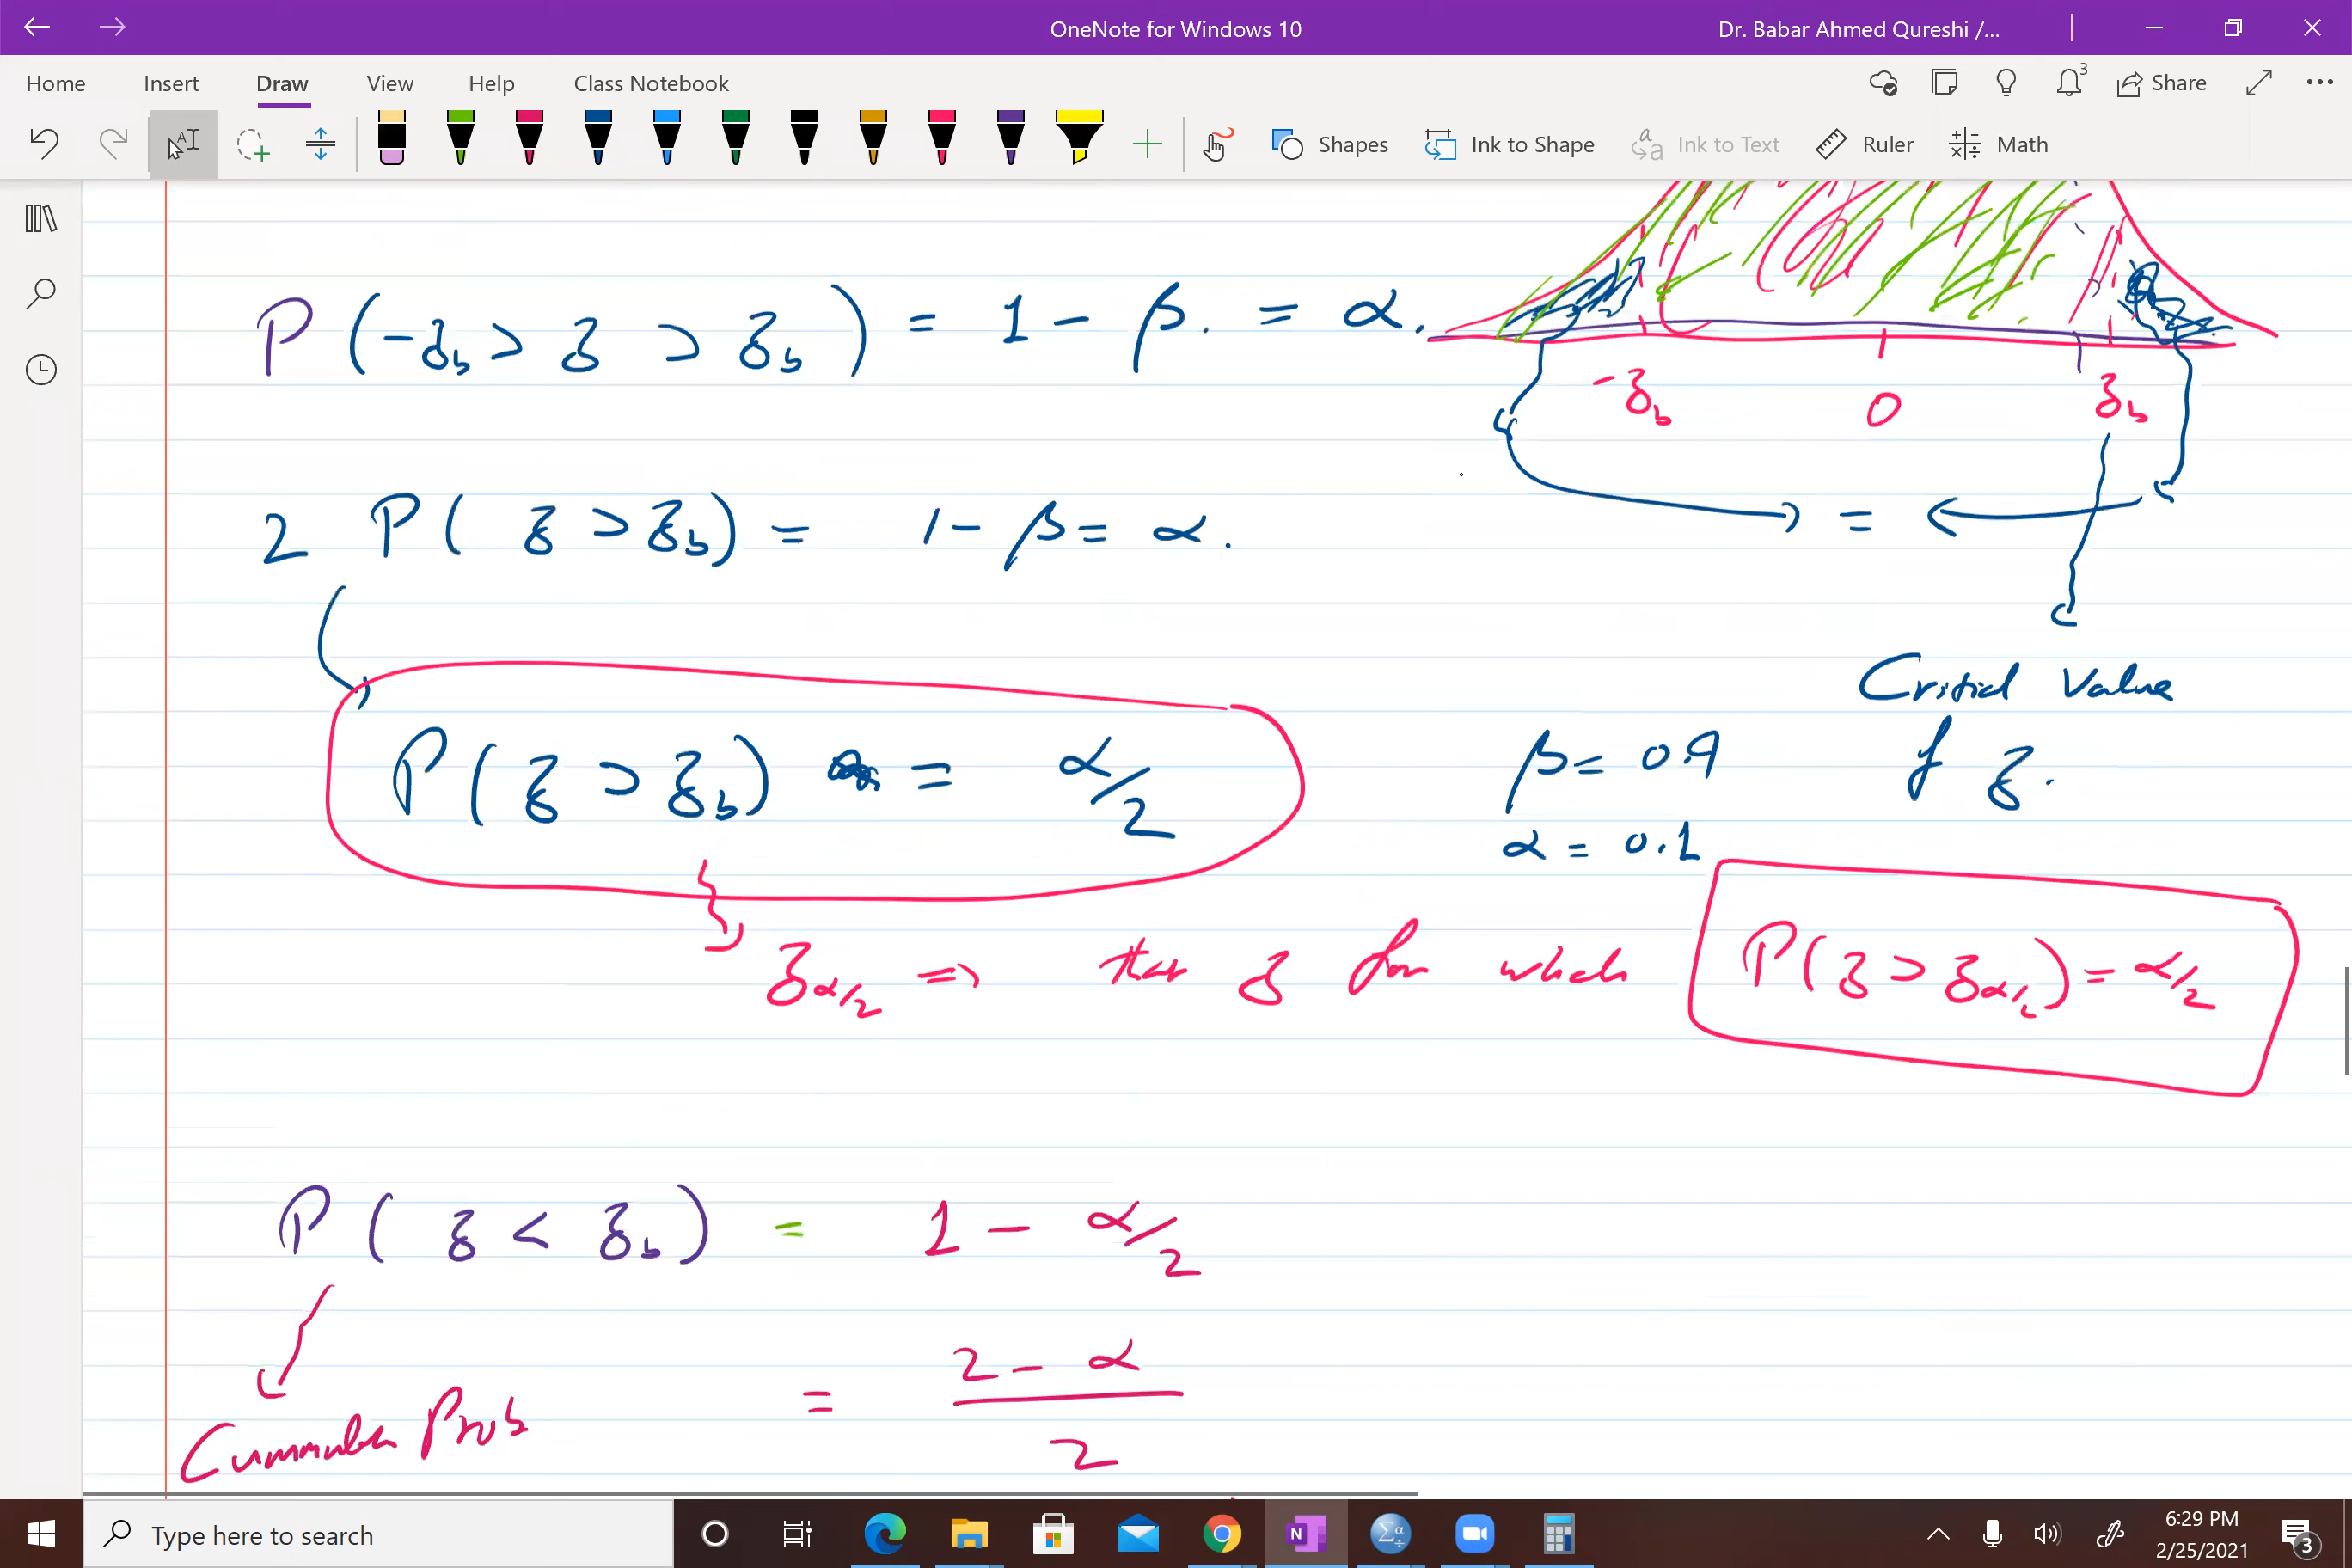 OneNote for Windows 10
Dr. Babar Ahmed Qureshi /...
Home Insert Draw View Help Class Notebook
3
Share
Shapes Ink to Shape Ink to Text Ruler Math
P (-z_b > z > z_b) = 1 - β. = α.
-z_b 0 z_b
2 P( z > z_b) = 1 - β = α.
=
Critial Value
of z.
P( z > z_b) = α/2
β = 0.9
α = 0.1
z_α/2 => that z for which P(z > z_α/2) = α/2
P ( z < z_b) = 1 - α/2
= 2 - α
2
Prob
Type here to search
6:29 PM
2/25/2021
3